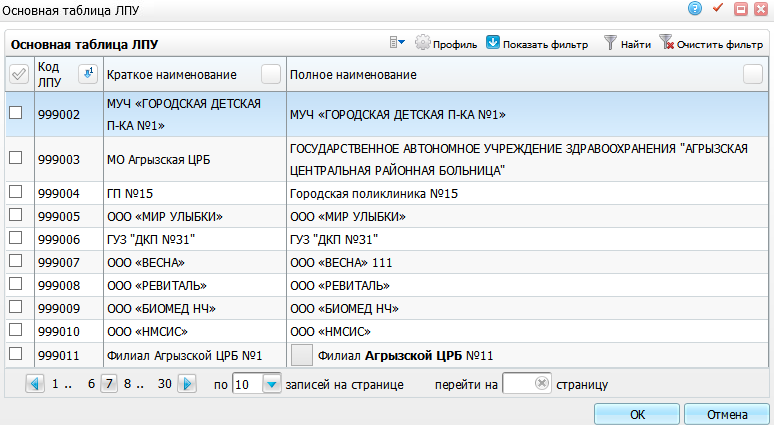 Основная таблица ЛПУ
Основная таблица ЛПУ Профиль Показать фильтр Найти Очистить фильтр
Код ЛПУ 1 Краткое наименование Полное наименование
999002 МУЧ «ГОРОДСКАЯ ДЕТСКАЯ П-КА №1» МУЧ «ГОРОДСКАЯ ДЕТСКАЯ П-КА №1»
999003 МО Агрызская ЦРБ ГОСУДАРСТВЕННОЕ АВТОНОМНОЕ УЧРЕЖДЕНИЕ ЗДРАВООХРАНЕНИЯ "АГРЫЗСКАЯ
ЦЕНТРАЛЬНАЯ РАЙОННАЯ БОЛЬНИЦА"
999004 ГП №15 Городская поликлиника №15
999005 ООО «МИР УЛЫБКИ» ООО «МИР УЛЫБКИ»
999006 ГУЗ "ДКП №31" ГУЗ "ДКП №31"
999007 ООО «ВЕСНА» ООО «ВЕСНА» 111
999008 ООО «РЕВИТАЛЬ» ООО «РЕВИТАЛЬ»
999009 ООО «БИОМЕД НЧ» ООО «БИОМЕД НЧ»
999010 ООО «НМСИС» ООО «НМСИС»
999011 Филиал Агрызской ЦРБ №1 Филиал Агрызской ЦРБ №11
1 .. 6 7 8 .. 30 по 10 записей на странице перейти на страницу
ОК Отмена